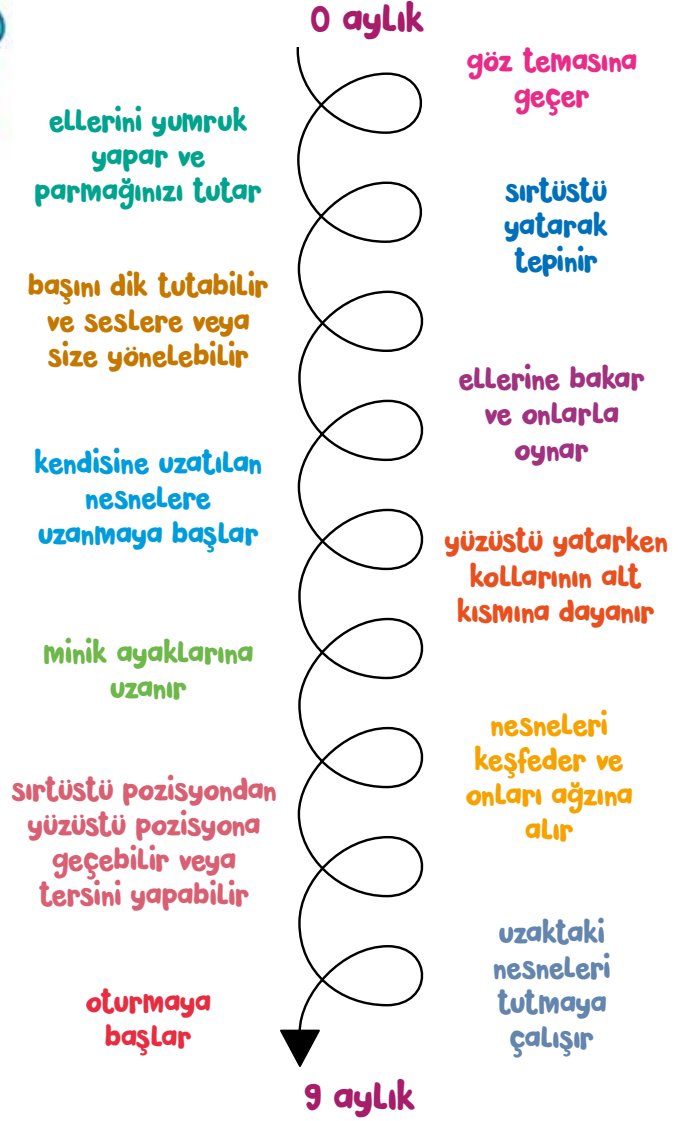 0 aylık
göz temasına
geçer
ellerini yumruk
yapar ve
parmağınızı tutar
sırtüstü
yatarak
tepinir
başını dik tutabilir
ve seslere veya
size yönelebilir
ellerine bakar
ve onlarla
oynar
kendisine uzatılan
nesnelere
uzanmaya başlar
yüzüstü yatarken
kollarının alt
kısmına dayanır
minik ayaklarına
uzanır
nesneleri
keşfeder ve
onları ağzına
alır
sırtüstü pozisyondan
yüzüstü pozisyona
geçebilir veya
tersini yapabilir
uzaktaki
nesneleri
tutmaya
çalışır
oturmaya
başlar
9 aylık